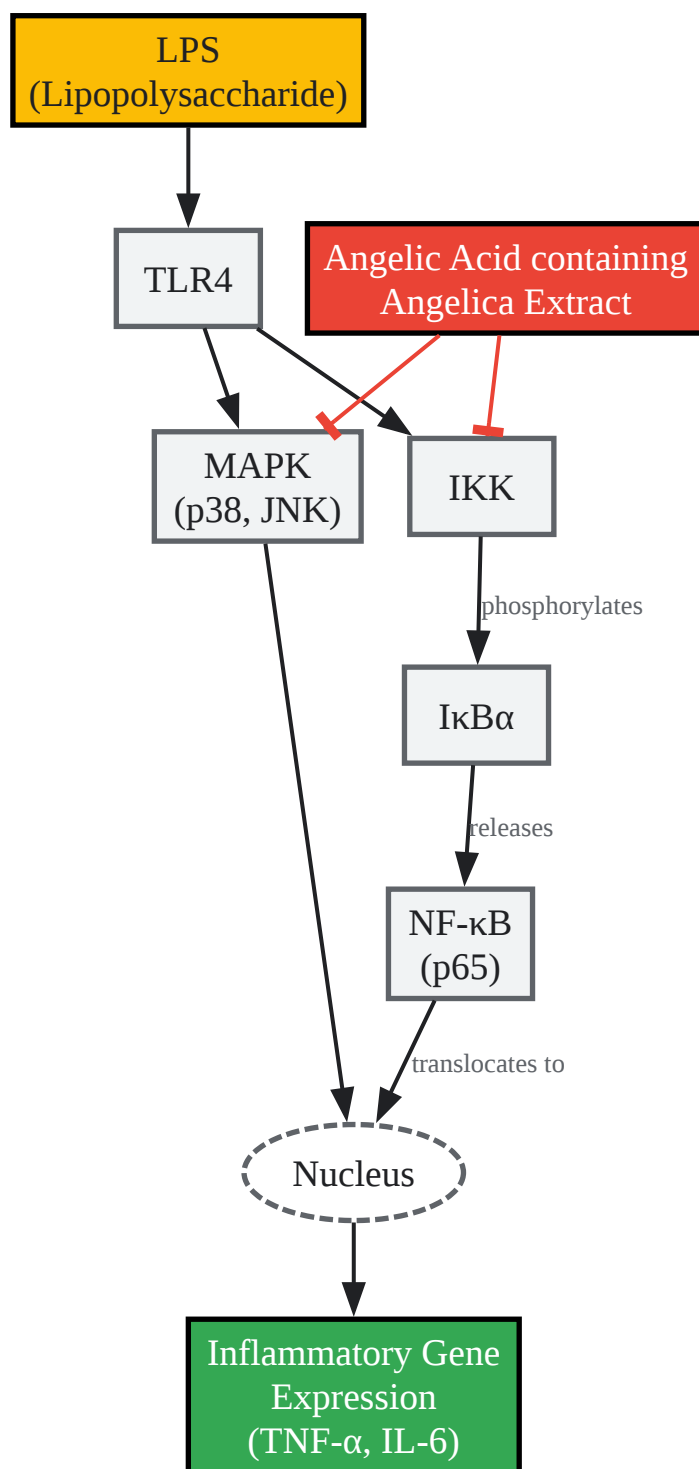 LPS
(Lipopolysaccharide)
TLR4
Angelic Acid containing
Angelica Extract
MAPK
(p38, JNK)
IKK
phosphorylates
IκBα
releases
NF-κB
(p65)
translocates to
Nucleus
Inflammatory Gene
Expression
(TNF-α, IL-6)